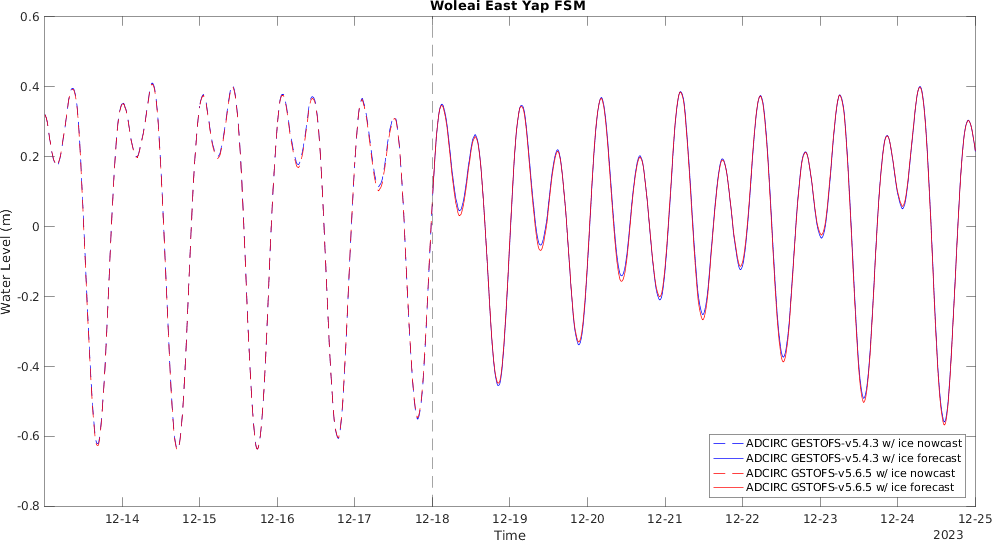 Woleai East Yap FSM
0.6
0.4
0.2
0
-0.2
-0.4
-0.6
-0.8
Water Level (m)
ADCIRC GESTOFS-v5.4.3 w/ ice nowcast
ADCIRC GESTOFS-v5.4.3 w/ ice forecast
ADCIRC GSTOFS-v5.6.5 w/ ice nowcast
ADCIRC GSTOFS-v5.6.5 w/ ice forecast
12-14 12-15 12-16 12-17 12-18 12-19 12-20 12-21 12-22 12-23 12-24 12-25
Time
2023